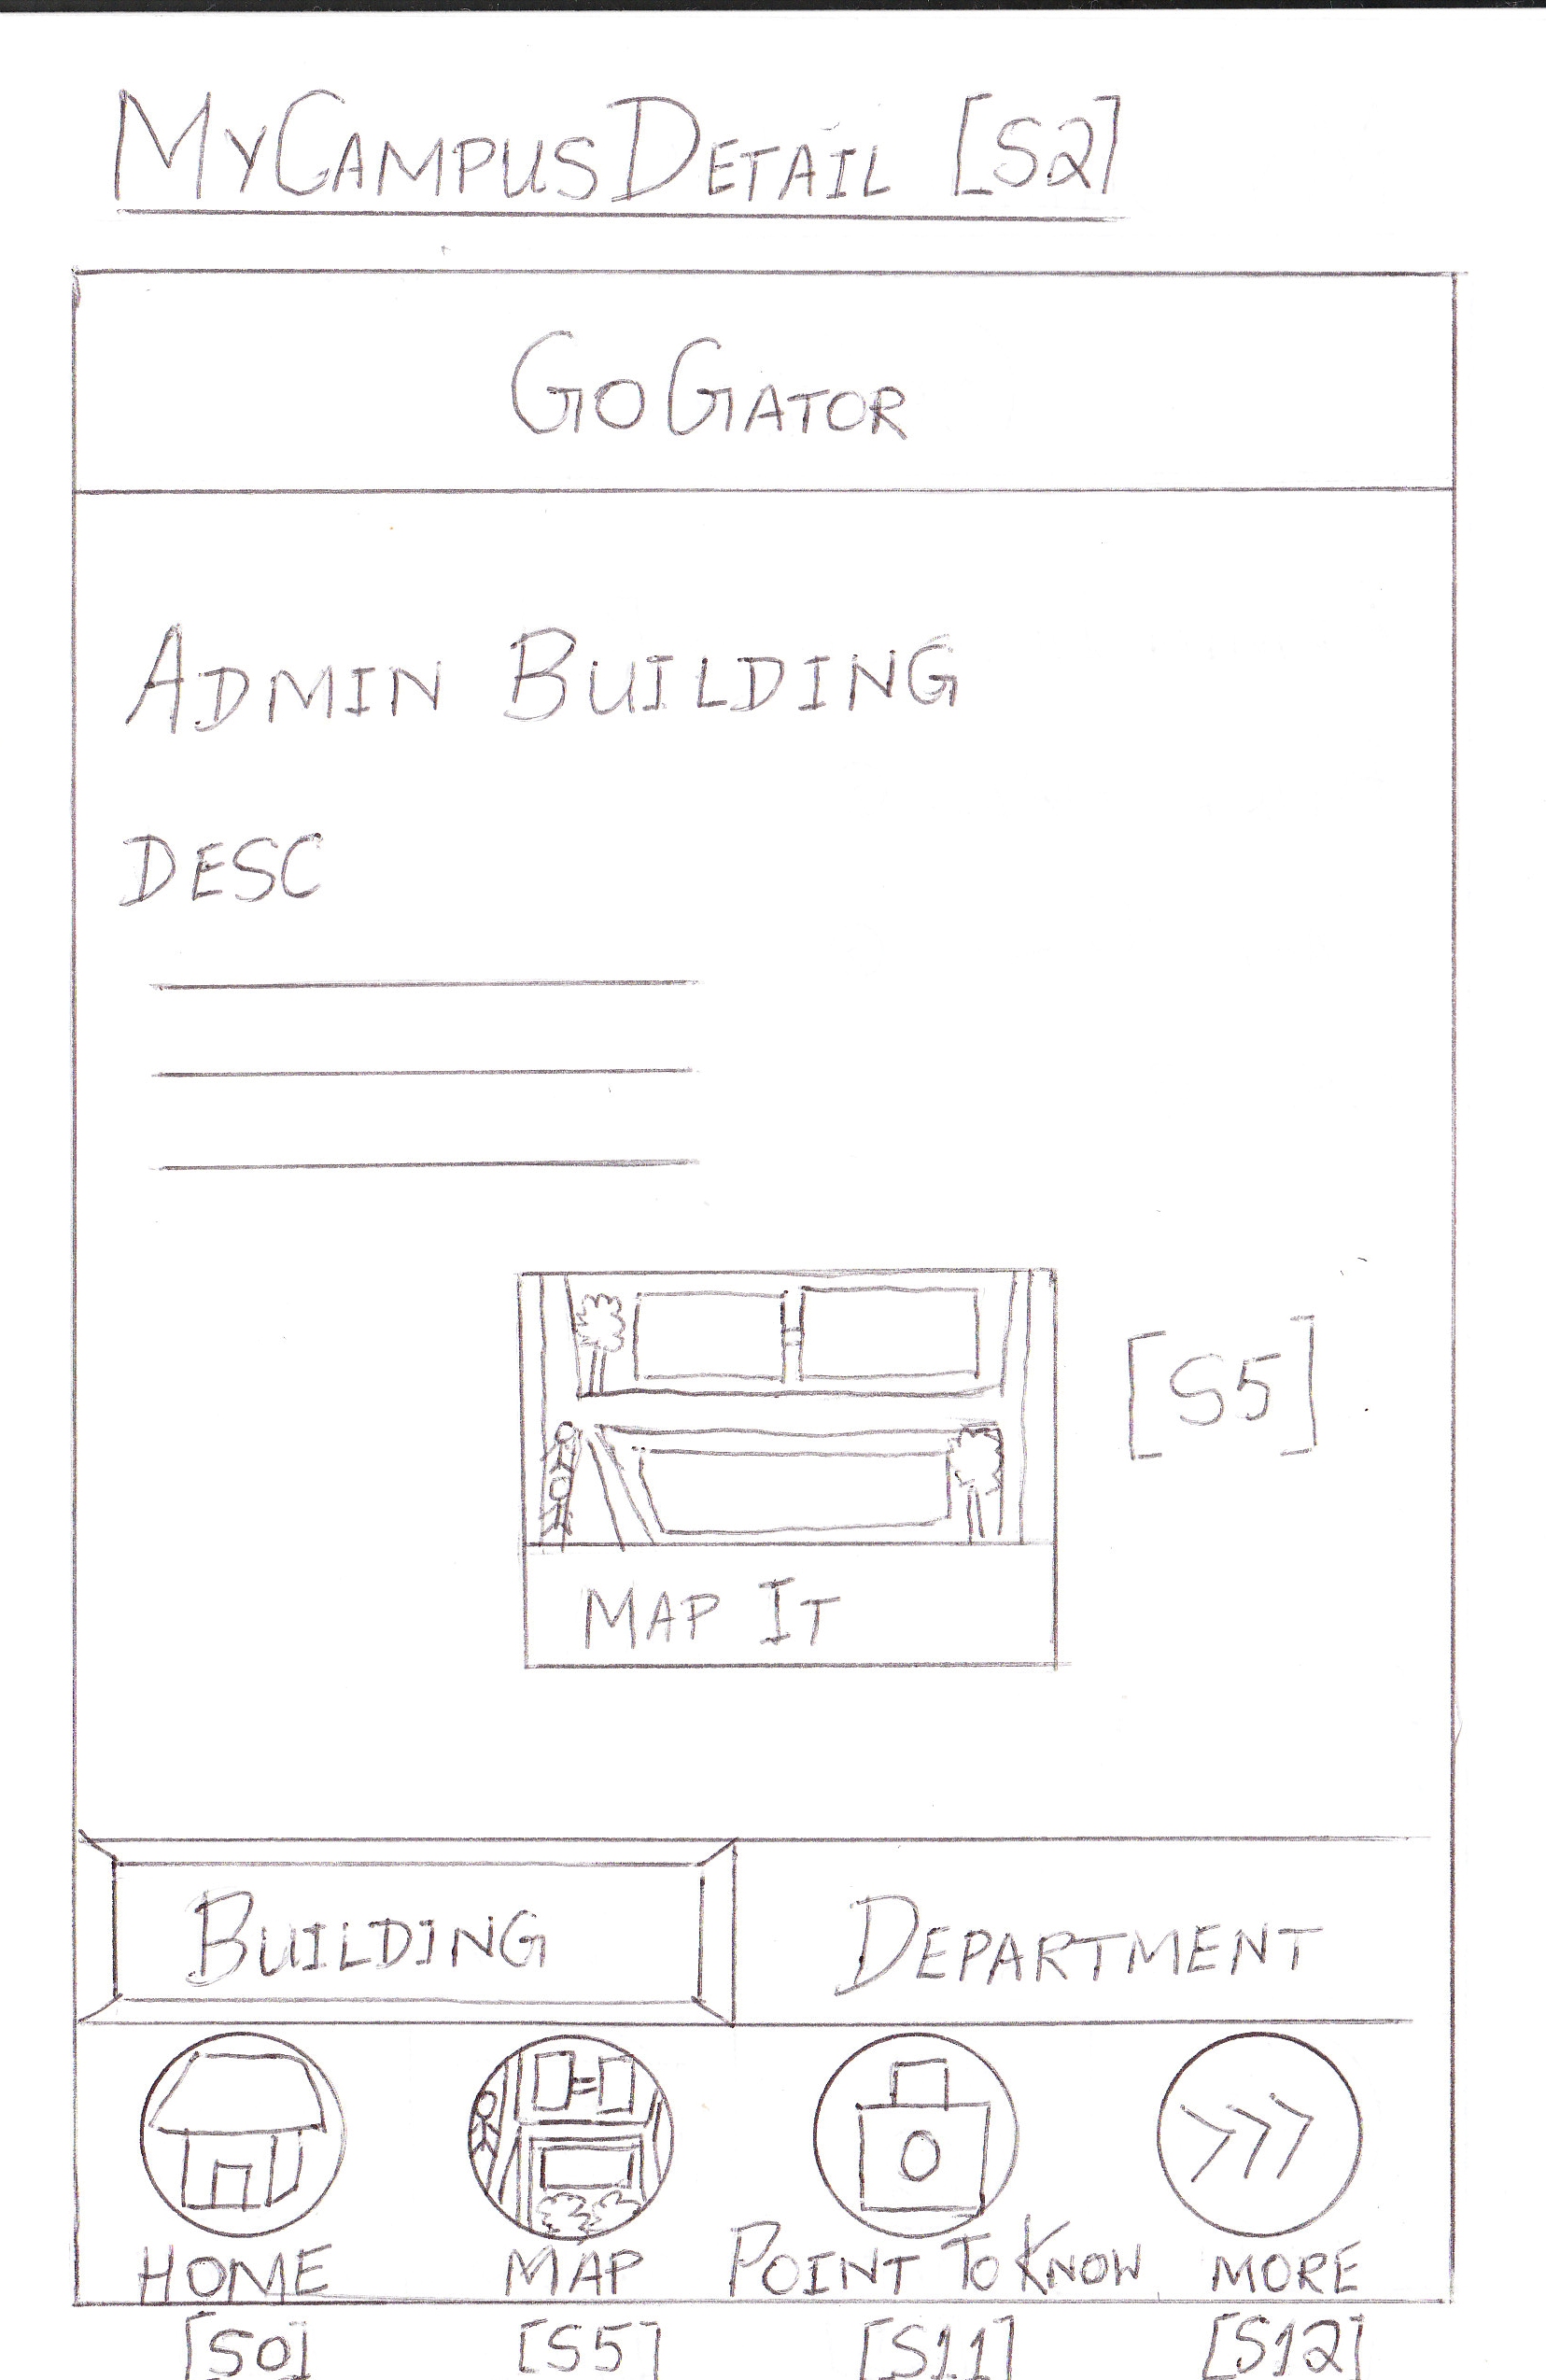 MYCAMPUSDETAIL [S2]
GOGATOR
ADMIN BUILDING
DESC
[S5]
MAP IT
BUILDING DEPARTMENT
HOME MAP POINT TO KNOW MORE
[S0] [S5] [S11] [S12]